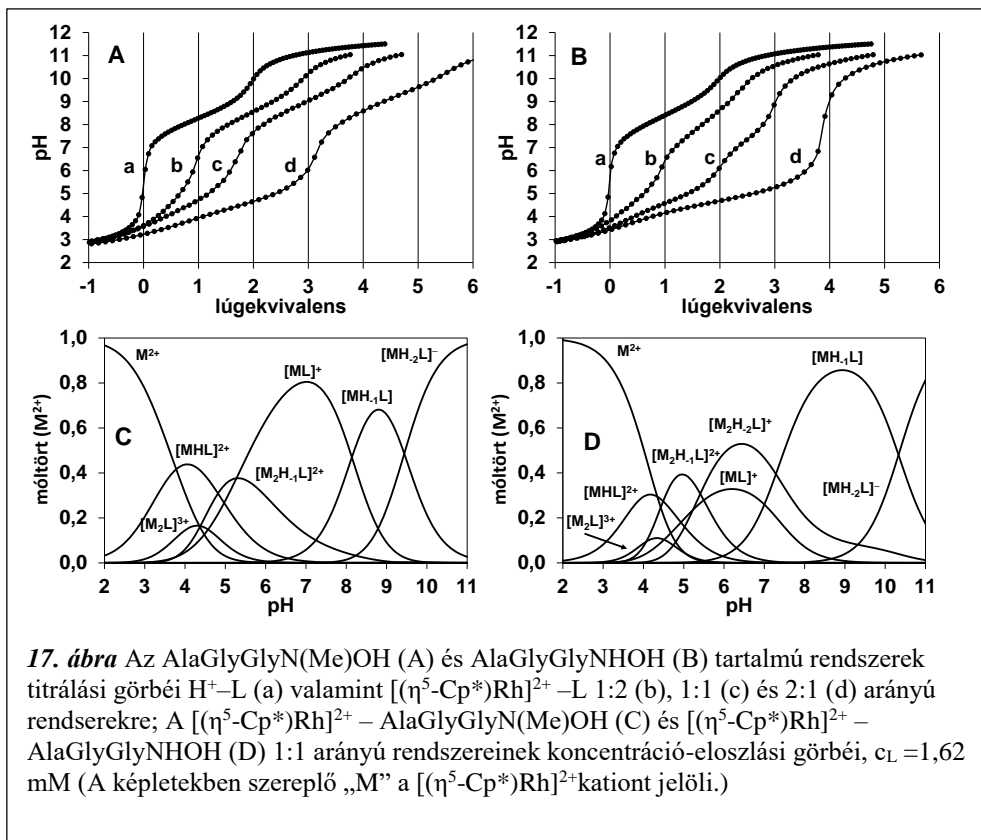 12
11
10
9
8
7
6
5
4
3
2
pH
A
a
b
c
d
-1 0 1 2 3 4 5 6
lúgekvivalens
12
11
10
9
8
7
6
5
4
3
2
pH
B
a
b
c
d
-1 0 1 2 3 4 5 6
lúgekvivalens
1,0
0,8
0,6
0,4
0,2
0,0
móltört (M²⁺)
C
M²⁺
[MHL]²⁺
[M₂L]³⁺
[ML]⁺
[M₂H₋₁L]²⁺
[MH₋₁L]
[MH₋₂L]⁻
2 3 4 5 6 7 8 9 10 11
pH
1,0
0,8
0,6
0,4
0,2
0,0
móltört (M²⁺)
D
M²⁺
[MHL]²⁺
[M₂L]³⁺
[M₂H₋₁L]²⁺
[M₂H₋₂L]⁺
[ML]⁺
[MH₋₁L]
[MH₋₂L]⁻
2 3 4 5 6 7 8 9 10 11
pH
17. ábra Az AlaGlyGlyN(Me)OH (A) és AlaGlyGlyNHOH (B) tartalmú rendszerek
titrálási görbéi H⁺–L (a) valamint [(η⁵-Cp*)Rh]²⁺ –L 1:2 (b), 1:1 (c) és 2:1 (d) arányú
rendserekre; A [(η⁵-Cp*)Rh]²⁺ – AlaGlyGlyN(Me)OH (C) és [(η⁵-Cp*)Rh]²⁺ –
AlaGlyGlyNHOH (D) 1:1 arányú rendszereinek koncentráció-eloszlási görbéi, c_L =1,62
mM (A képletekben szereplő „M” a [(η⁵-Cp*)Rh]²⁺kationt jelöli.)